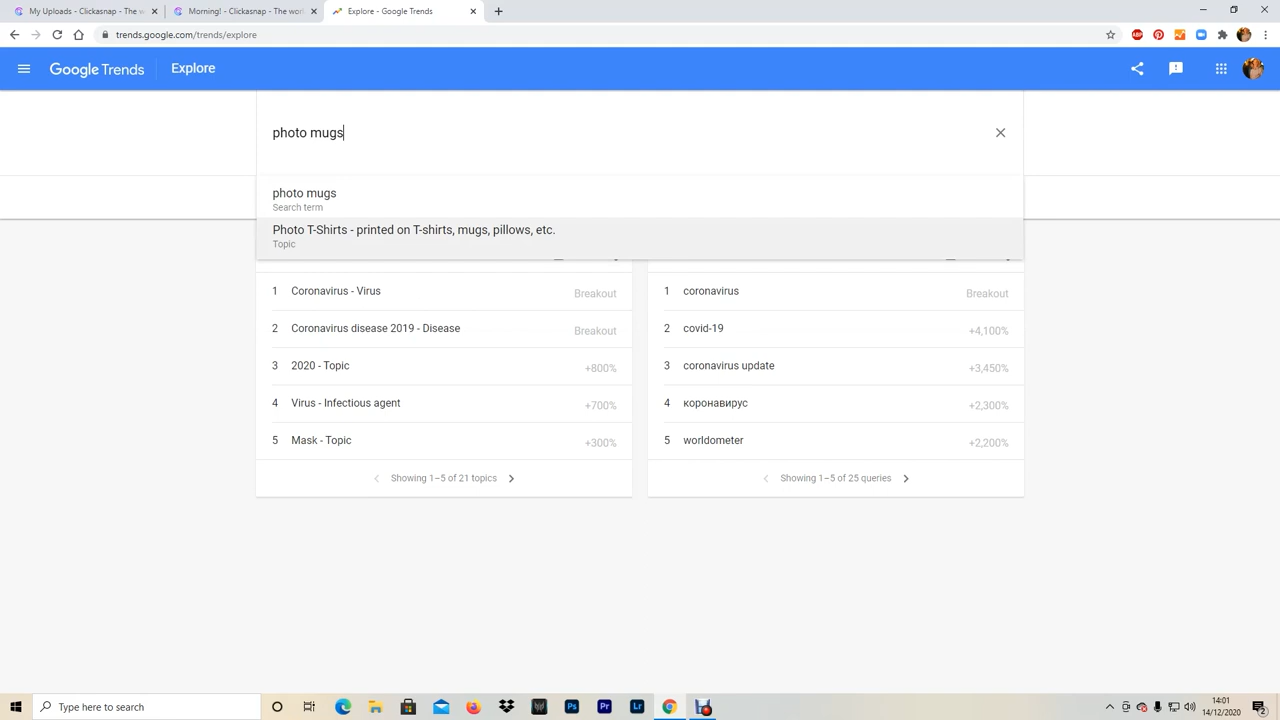 My Uploads - Clickasnap - The w
Morning! - Clickasnap - The worl
Explore - Google Trends
trends.google.com/trends/explore
ABP
Google Trends
Explore
photo mugs
photo mugs
Search term
Photo T-Shirts - printed on T-shirts, mugs, pillows, etc.
Topic
1 Coronavirus - Virus Breakout
2 Coronavirus disease 2019 - Disease Breakout
3 2020 - Topic +800%
4 Virus - Infectious agent +700%
5 Mask - Topic +300%
Showing 1–5 of 21 topics
1 coronavirus Breakout
2 covid-19 +4,100%
3 coronavirus update +3,450%
4 коронавирус +2,300%
5 worldometer +2,200%
Showing 1–5 of 25 queries
Type here to search
Ps
Pr
Lr
14:01
14/12/2020
2